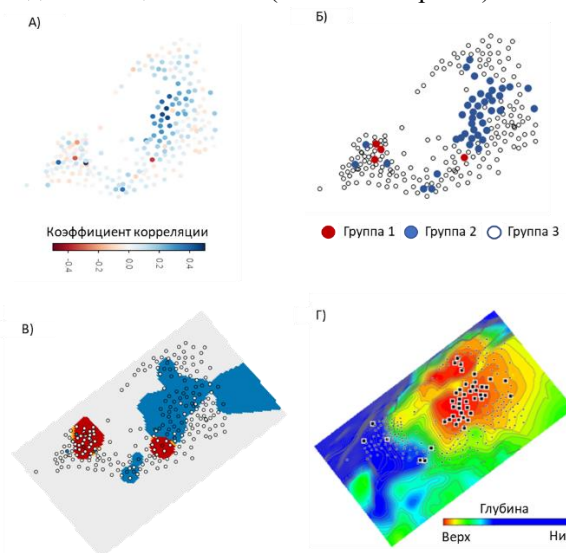 А)
Б)
Коэффициент корреляции
-0.4
-0.2
0.0
0.2
0.4
Группа 1
Группа 2
Группа 3
В)
Г)
Глубина
Верх
Ни